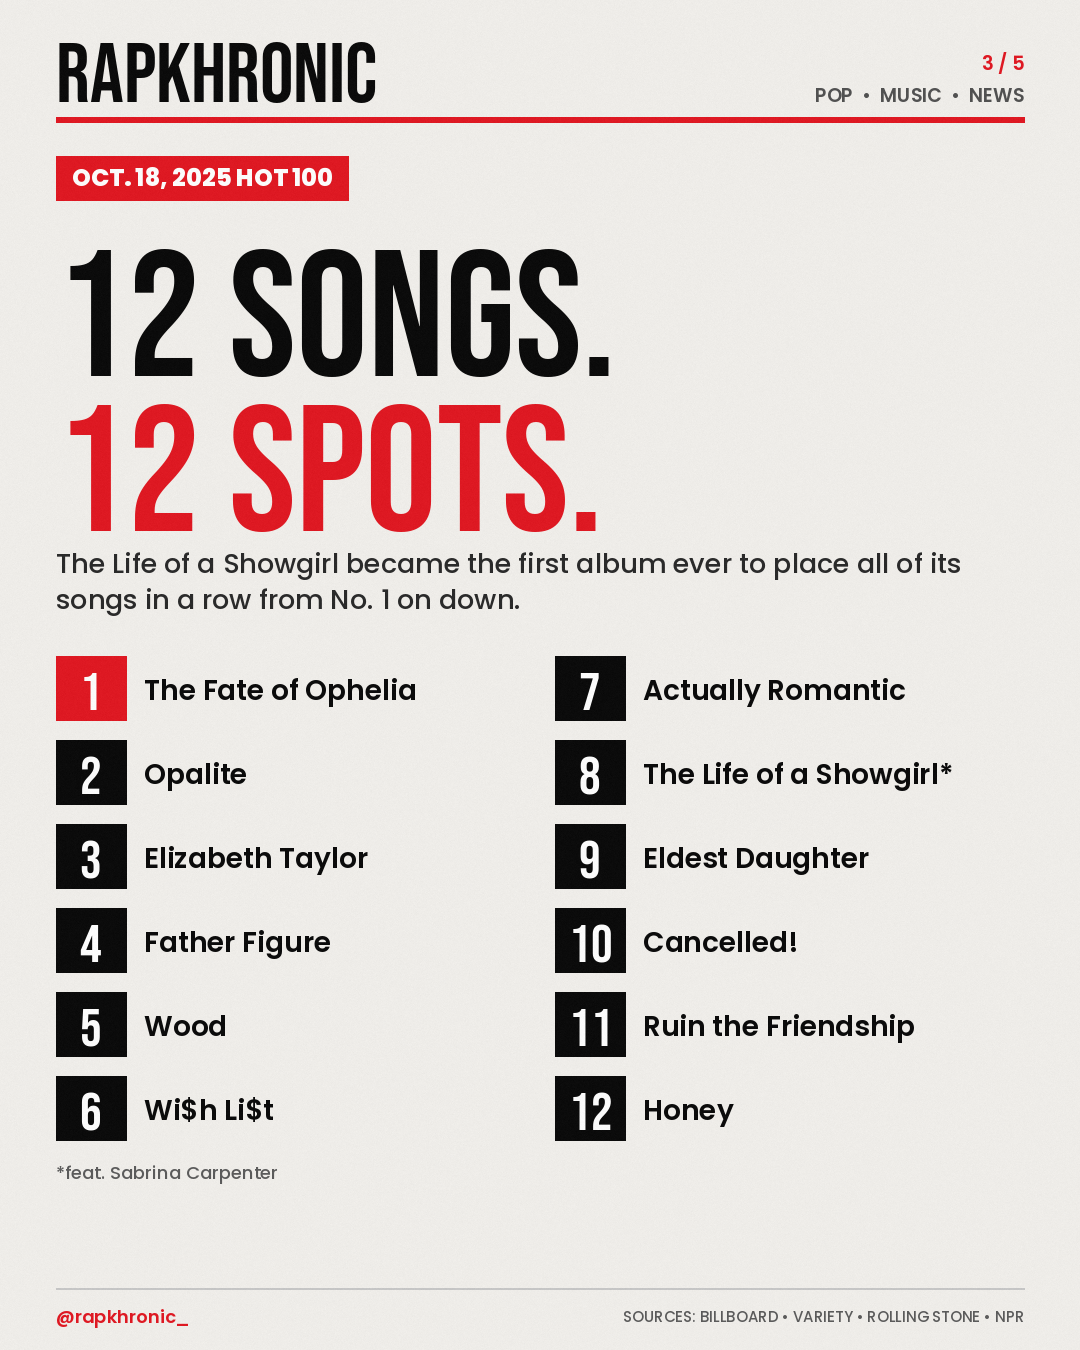 RAPKHRONIC
3 / 5
POP • MUSIC • NEWS
OCT. 18, 2025 HOT 100
12 SONGS.
12 SPOTS.
The Life of a Showgirl became the first album ever to place all of its
songs in a row from No. 1 on down.
1 The Fate of Ophelia
2 Opalite
3 Elizabeth Taylor
4 Father Figure
5 Wood
6 Wi$h Li$t
7 Actually Romantic
8 The Life of a Showgirl*
9 Eldest Daughter
10 Cancelled!
11 Ruin the Friendship
12 Honey
*feat. Sabrina Carpenter
@rapkhronic_
SOURCES: BILLBOARD • VARIETY • ROLLING STONE • NPR